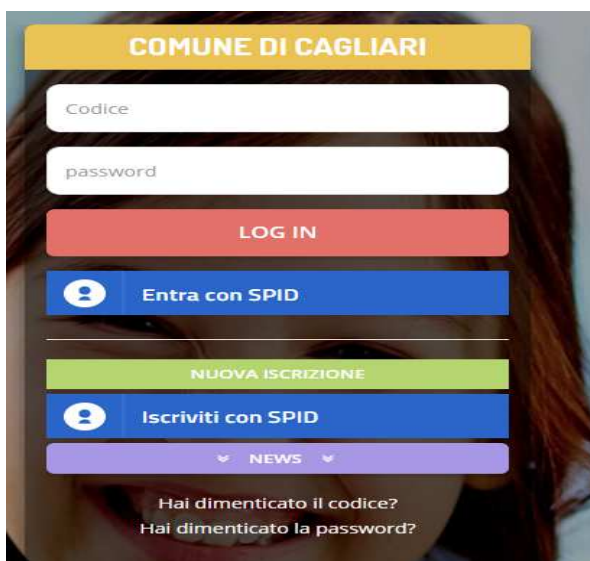 COMUNE DI CAGLIARI
Codice
password
LOG IN
Entra con SPID
NUOVA ISCRIZIONE
Iscriviti con SPID
NEWS
Hai dimenticato il codice?
Hai dimenticato la password?